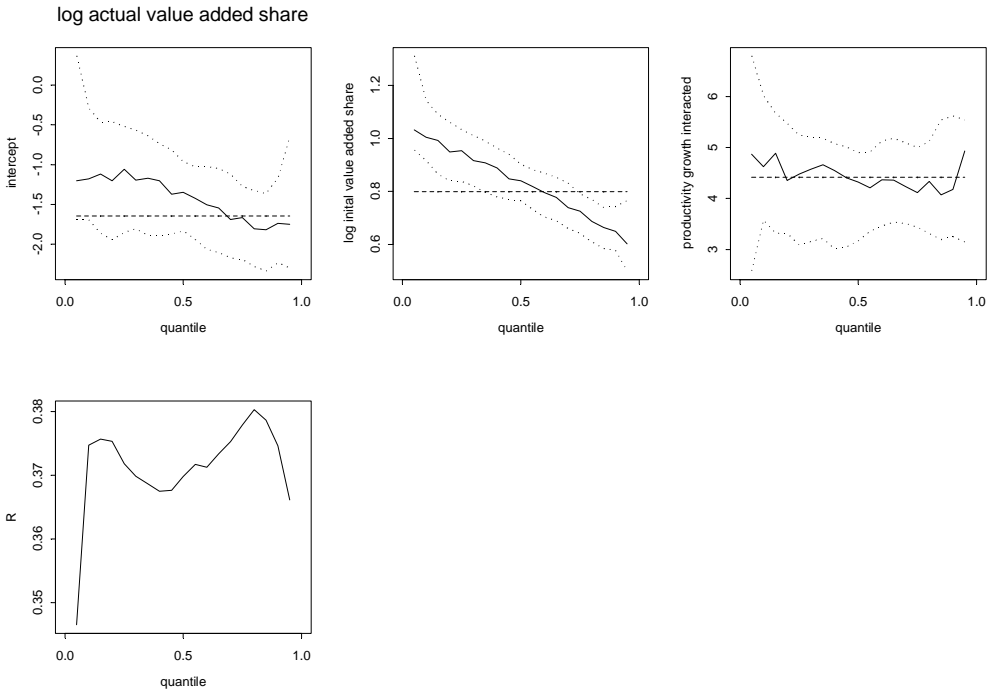 log actual value added share
intercept
0.0
-0.5
-1.0
-1.5
-2.0
0.0 0.5 1.0
quantile
log inital value added share
1.2
1.0
0.8
0.6
0.0 0.5 1.0
quantile
productivity growth interacted
6
5
4
3
0.0 0.5 1.0
quantile
R
0.38
0.37
0.36
0.35
0.0 0.5 1.0
quantile